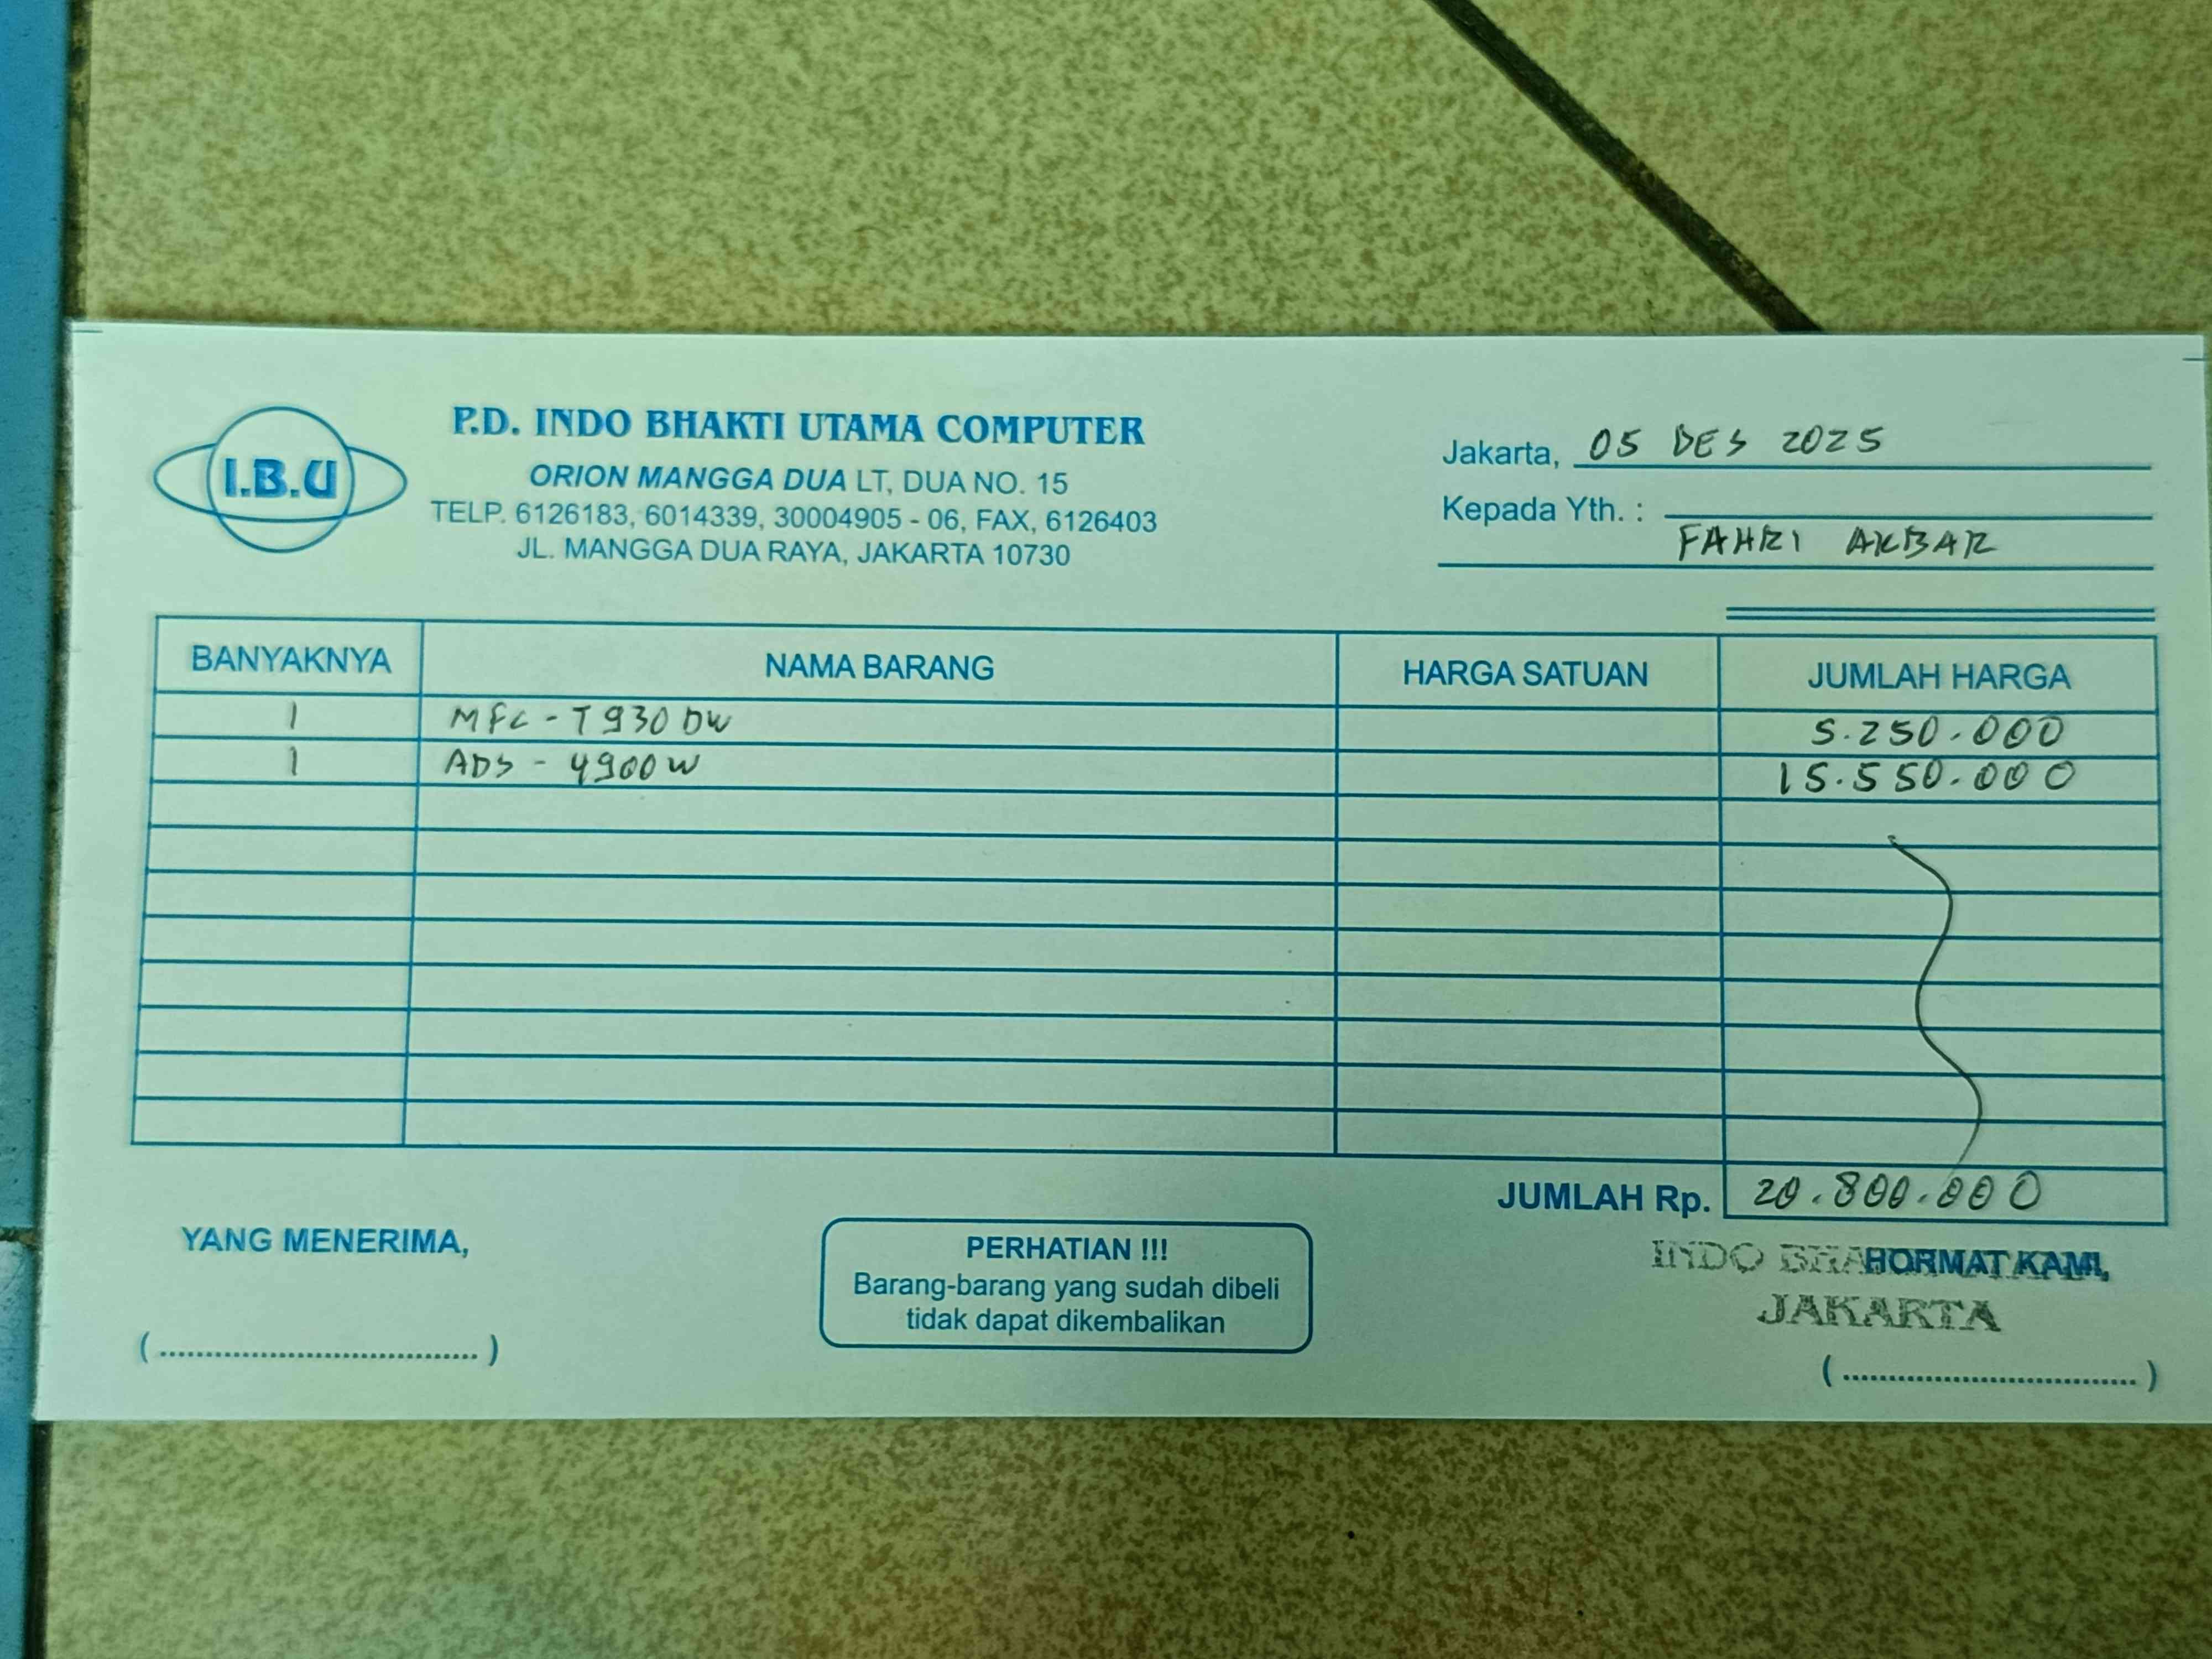 I.B.U
P.D. INDO BHAKTI UTAMA COMPUTER
ORION MANGGA DUA LT, DUA NO. 15
TELP. 6126183, 6014339, 30004905 - 06, FAX, 6126403
JL. MANGGA DUA RAYA, JAKARTA 10730
Jakarta, 05 DES 2025
Kepada Yth. :
FAHRI AKBAR
BANYAKNYA NAMA BARANG HARGA SATUAN JUMLAH HARGA
1 MFC - T930 DW 5.250.000
1 ADS - 4900W 15.550.000
JUMLAH Rp. 20.800.000
YANG MENERIMA,
(....................................)
PERHATIAN !!!
Barang-barang yang sudah dibeli
tidak dapat dikembalikan
INDO
HORMAT KAMI,
JAKARTA
(....................................)